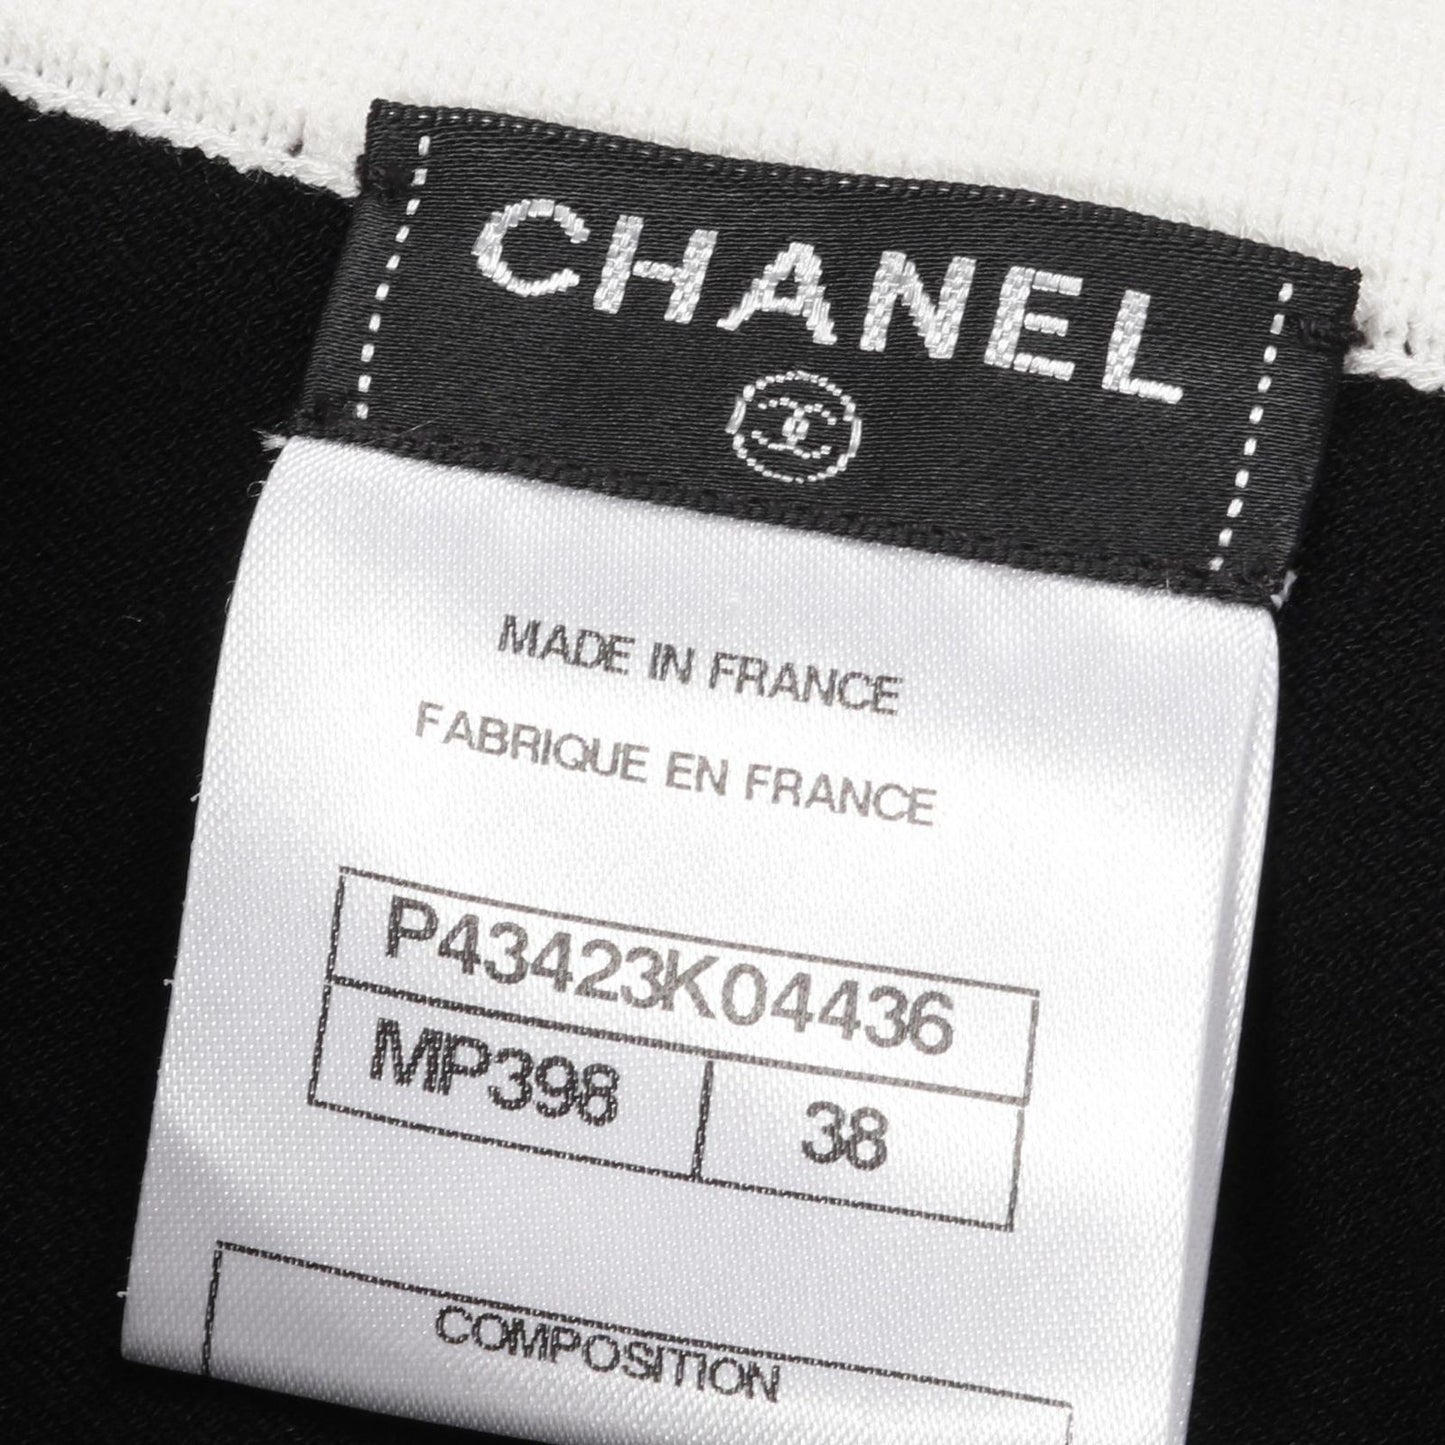 CHANEL
MADE IN FRANCE
FABRIQUE EN FRANCE
P43423K04436
MP398 38
COMPOSITION